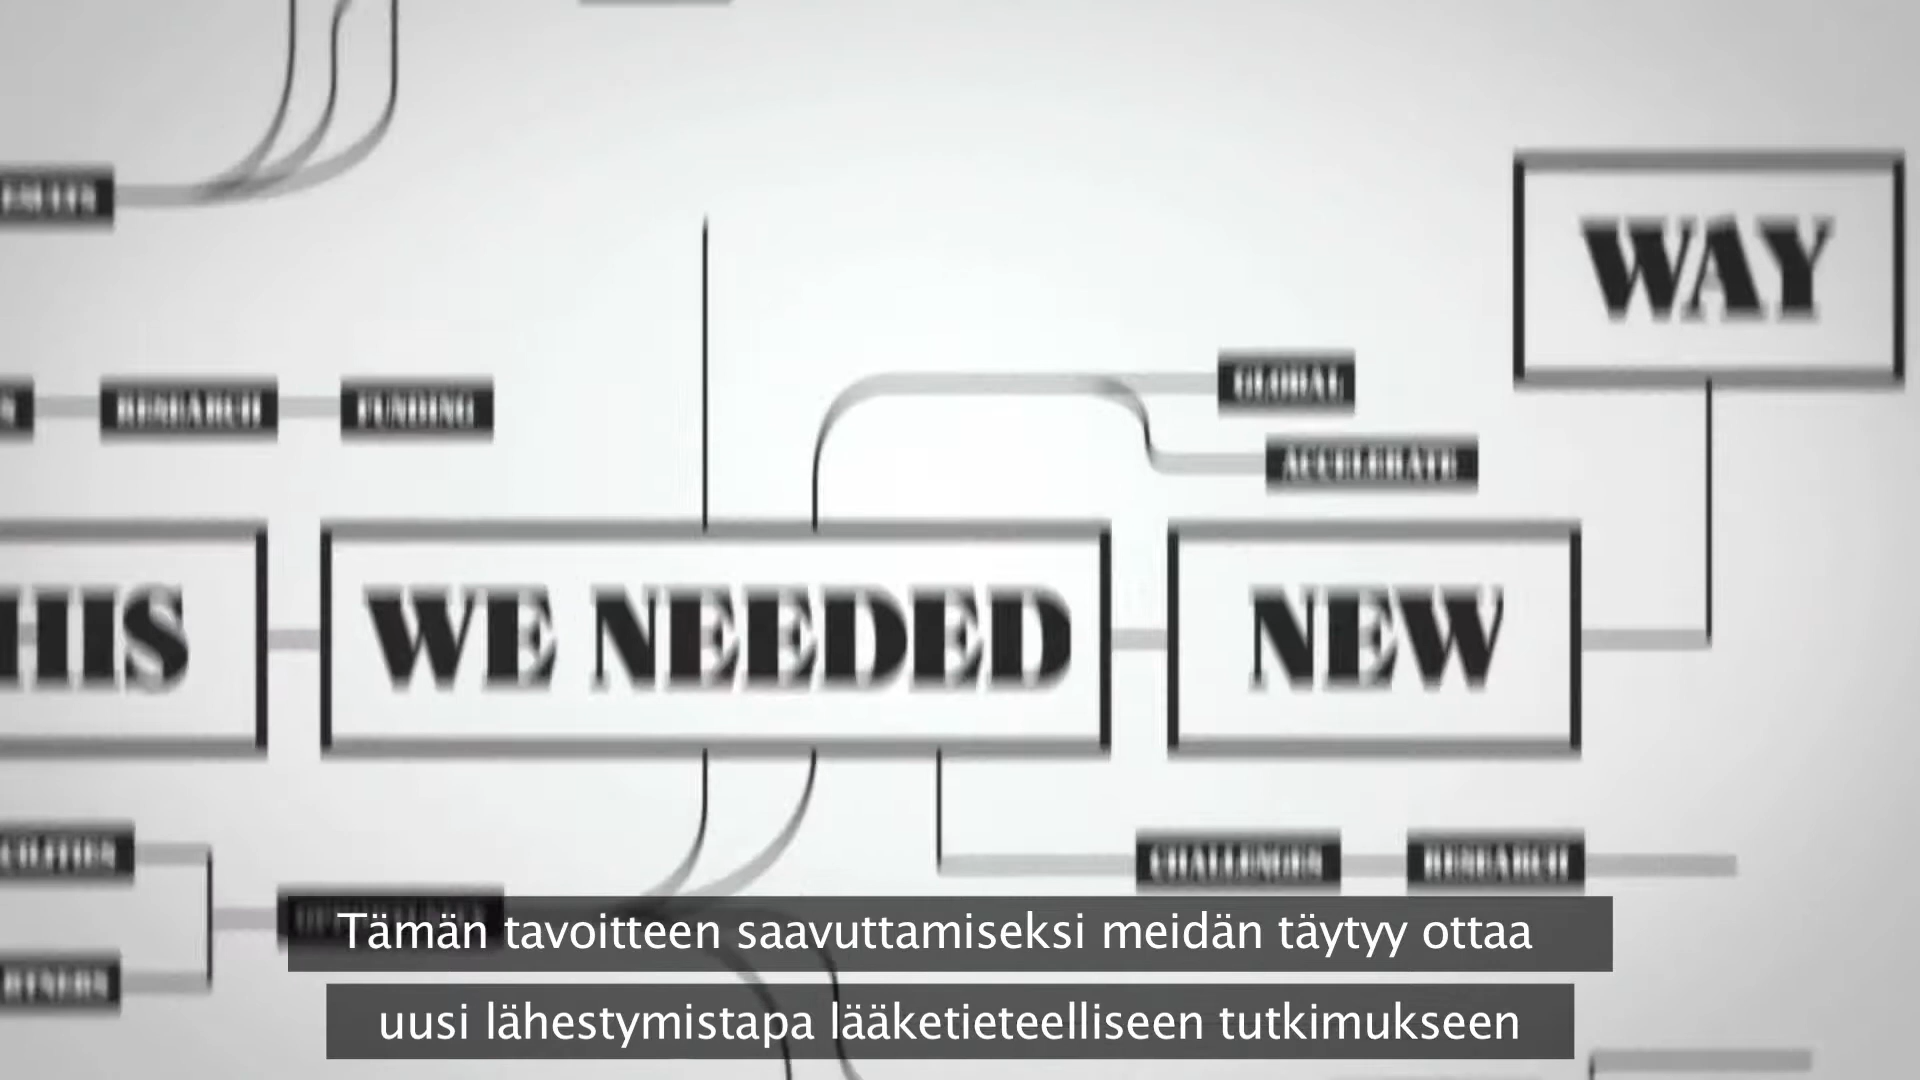 WAY
GLOBAL
RESEARCH FUNDING
ACCELERATE
HIS WE NEEDED NEW
CHALLENGES RESEARCH
Tämän tavoitteen saavuttamiseksi meidän täytyy ottaa
uusi lähestymistapa lääketieteelliseen tutkimukseen